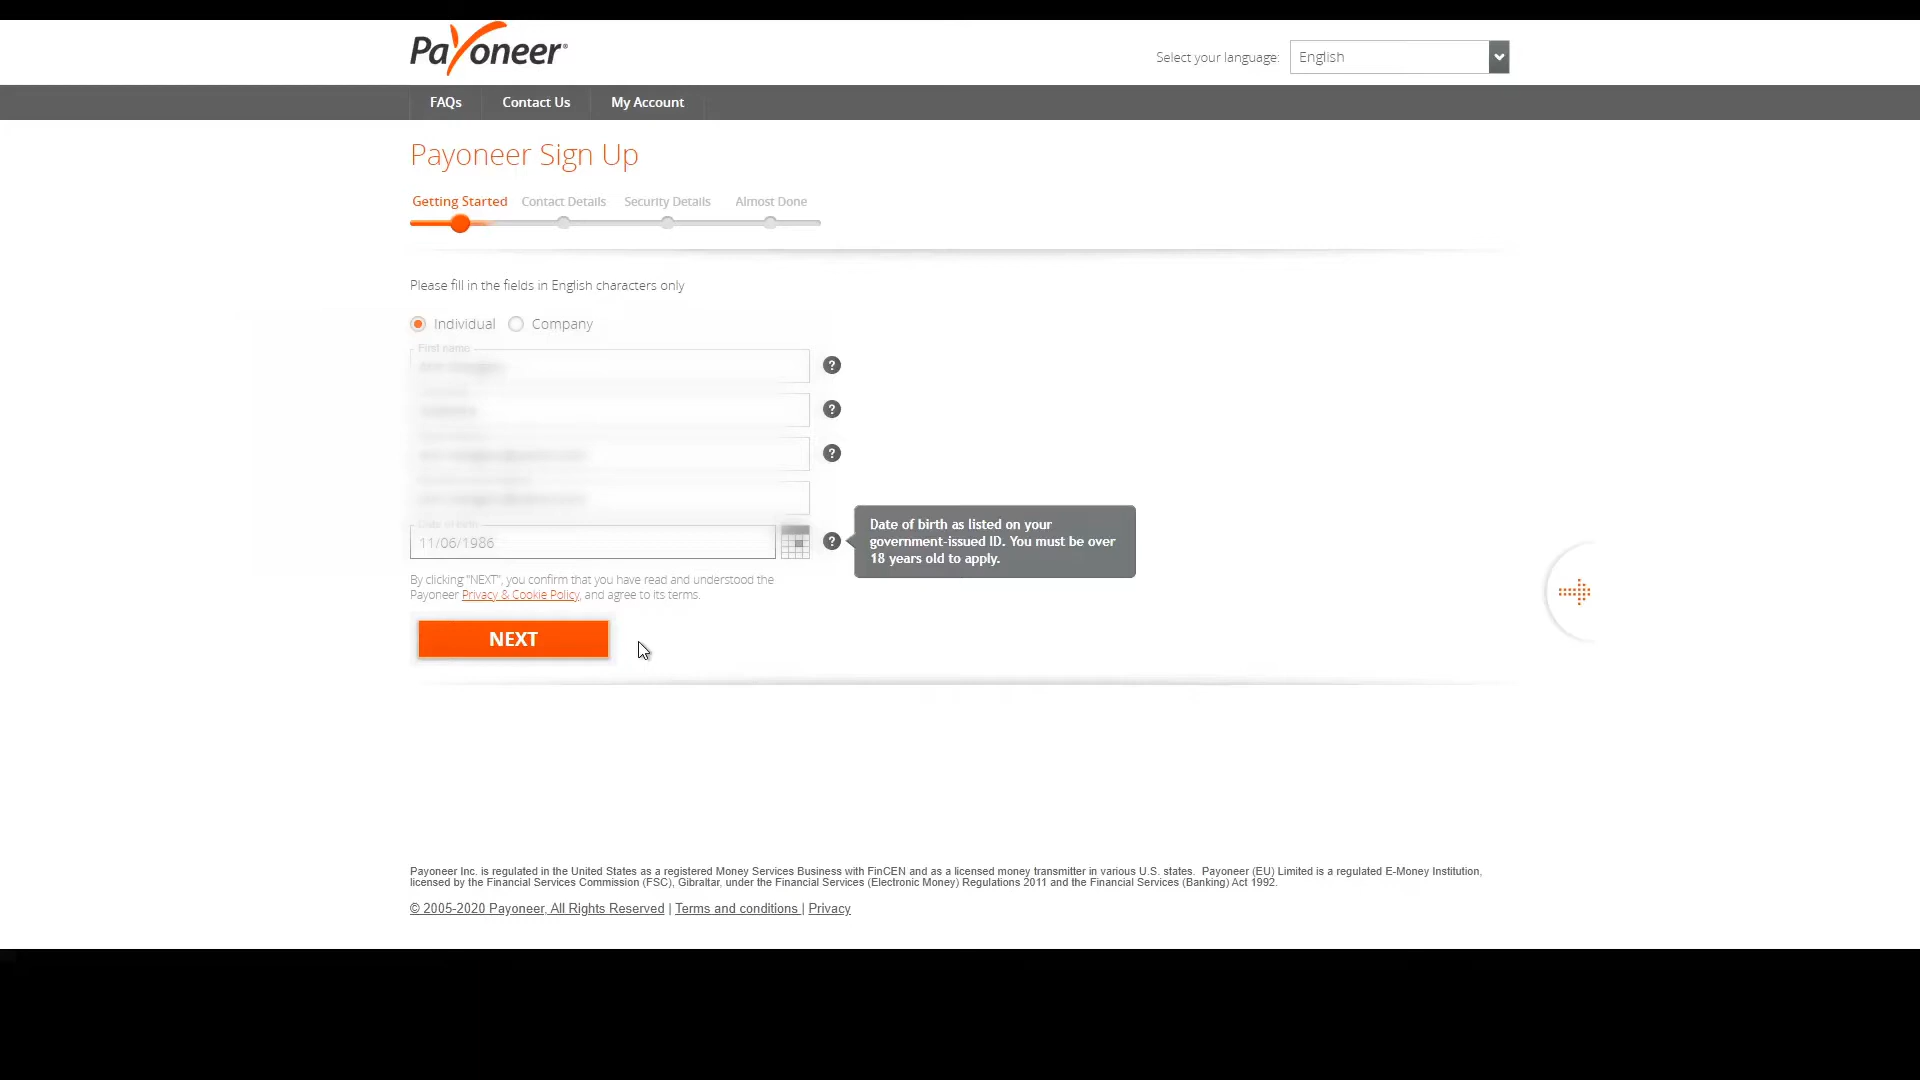 Payoneer
Select your language: English
FAQs Contact Us My Account
Payoneer Sign Up
Getting Started Contact Details Security Details Almost Done
Please fill in the fields in English characters only
Individual Company
First name
?
?
?
Date of birth
11/06/1986
?
Date of birth as listed on your
government-issued ID. You must be over
18 years old to apply.
By clicking "NEXT", you confirm that you have read and understood the
Payoneer Privacy & Cookie Policy, and agree to its terms.
NEXT
Payoneer Inc. is regulated in the United States as a registered Money Services Business with FinCEN and as a licensed money transmitter in various U.S. states. Payoneer (EU) Limited is a regulated E-Money Institution,
licensed by the Financial Services Commission (FSC), Gibraltar, under the Financial Services (Electronic Money) Regulations 2011 and the Financial Services (Banking) Act 1992.
© 2005-2020 Payoneer, All Rights Reserved | Terms and conditions | Privacy